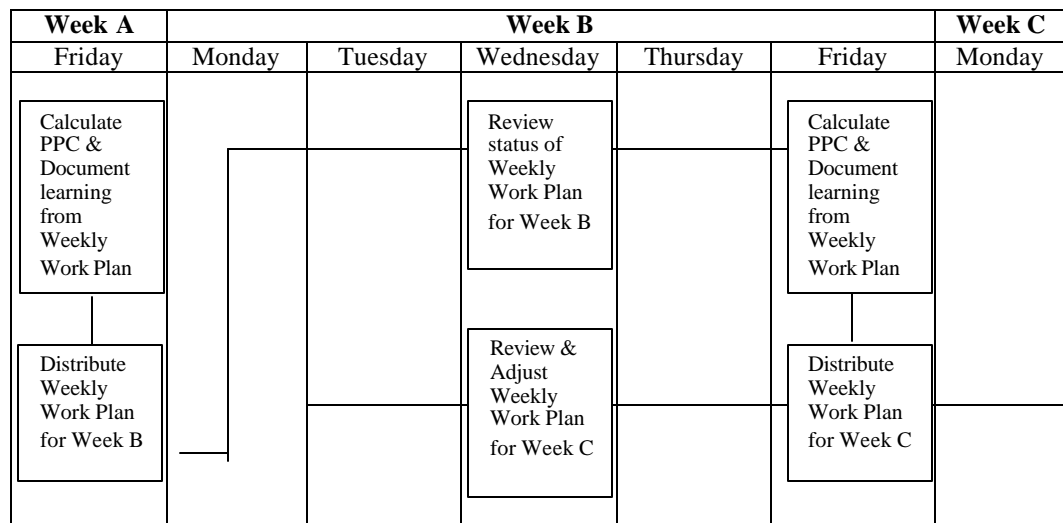 Week A
Week B
Week C
Friday
Monday
Tuesday
Wednesday
Thursday
Friday
Monday
Calculate
PPC &
Document
learning
from
Weekly
Work Plan
Review
status of
Weekly
Work Plan
for Week B
Calculate
PPC &
Document
learning
from
Weekly
Work Plan
Distribute
Weekly
Work Plan
for Week B
Review &
Adjust
Weekly
Work Plan
for Week C
Distribute
Weekly
Work Plan
for Week C